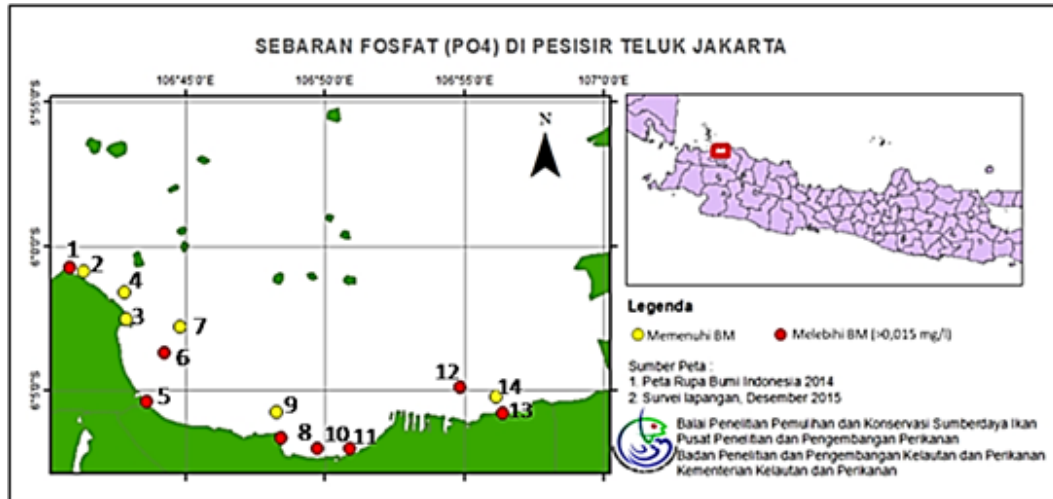 SEBARAN FOSFAT (PO4) DI PESISIR TELUK JAKARTA
106°45'0"E 106°50'0"E 106°55'0"E 107°0'0"E
5°55'0"S
6°0'0"S
6°5'0"S
N
1
2
4
3
7
6
5
9
8
10
11
12
14
13
Legenda
Memenuhi BM
Melebihi BM (>0,015 mg/l)
Sumber Peta :
1. Peta Rupa Bumi Indonesia 2014
2. Survei lapangan, Desember 2015
Balai Penelitian Pemulihan dan Konservasi Sumberdaya Ikan
Pusat Penelitian dan Pengembangan Perikanan
Badan Penelitian dan Pengembangan Kelautan dan Perikanan
Kementerian Kelautan dan Perikanan